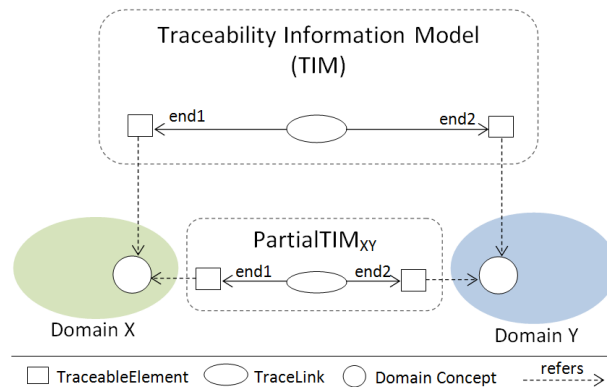 Traceability Information Model
(TIM)
end1
end2
PartialTIMXY
end1
end2
Domain X
Domain Y
TraceableElement
TraceLink
Domain Concept
refers